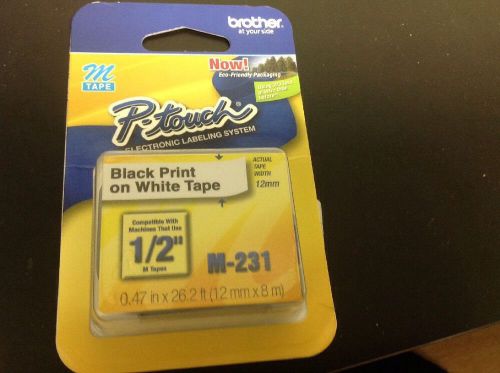 brother
at your side
M
TAPE
Now!
Eco-Friendly Packaging
P-touch
ELECTRONIC LABELING SYSTEM
Black Print
on White Tape
ACTUAL
TAPE
WIDTH
12mm
Compatible With
Machines That Use
1/2"
M Tapes
M-231
0.47 in x 26.2 ft (12 mm x 8 m)